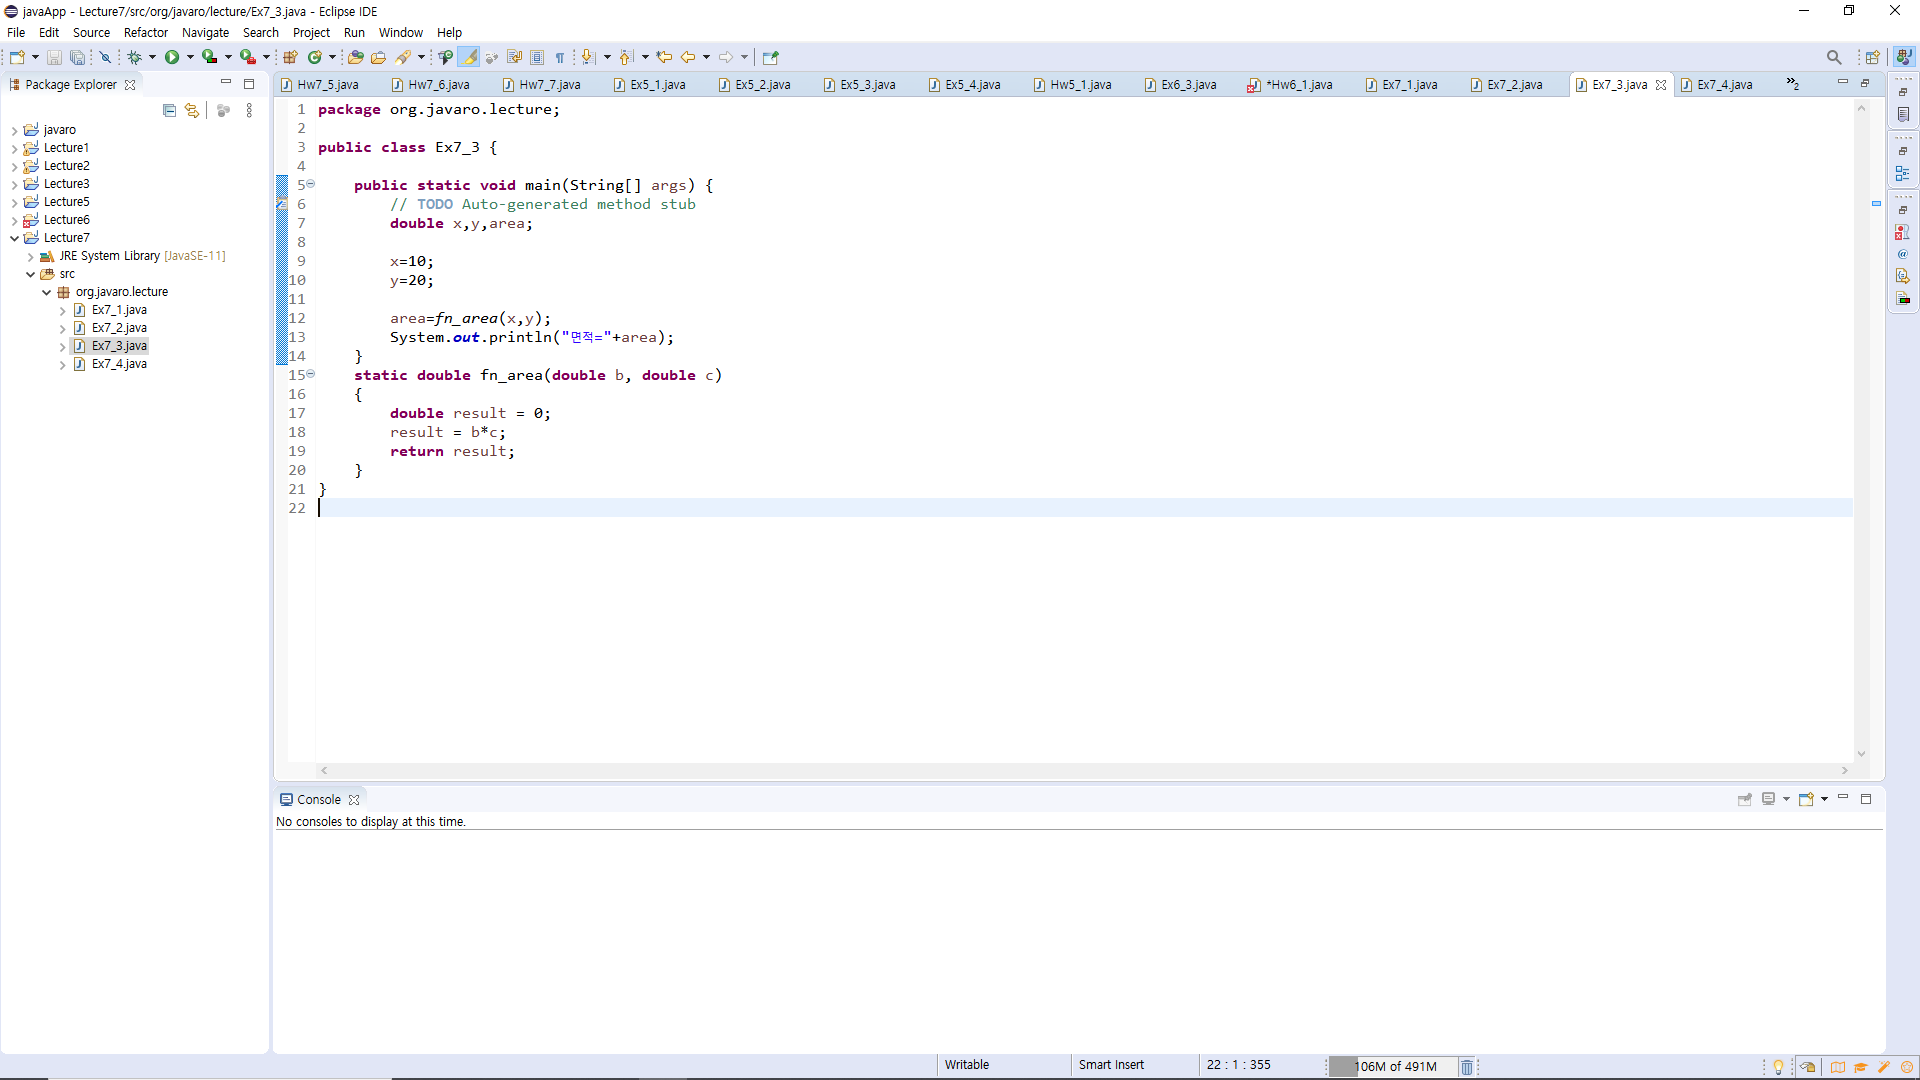 javaApp - Lecture7/src/org/javaro/lecture/Ex7_3.java - Eclipse IDE
File Edit Source Refactor Navigate Search Project Run Window Help
Package Explorer
javaro
Lecture1
Lecture2
Lecture3
Lecture5
Lecture6
Lecture7
JRE System Library [JavaSE-11]
src
org.javaro.lecture
Ex7_1.java
Ex7_2.java
Ex7_3.java
Ex7_4.java
Hw7_5.java Hw7_6.java Hw7_7.java Ex5_1.java Ex5_2.java Ex5_3.java Ex5_4.java Hw5_1.java Ex6_3.java *Hw6_1.java Ex7_1.java Ex7_2.java Ex7_3.java Ex7_4.java »2
1 package org.javaro.lecture;
2
3 public class Ex7_3 {
4
5 public static void main(String[] args) {
6 // TODO Auto-generated method stub
7 double x,y,area;
8
9 x=10;
10 y=20;
11
12 area=fn_area(x,y);
13 System.out.println("면적="+area);
14 }
15 static double fn_area(double b, double c)
16 {
17 double result = 0;
18 result = b*c;
19 return result;
20 }
21 }
22
Console
No consoles to display at this time.
Writable Smart Insert 22 : 1 : 355 106M of 491M